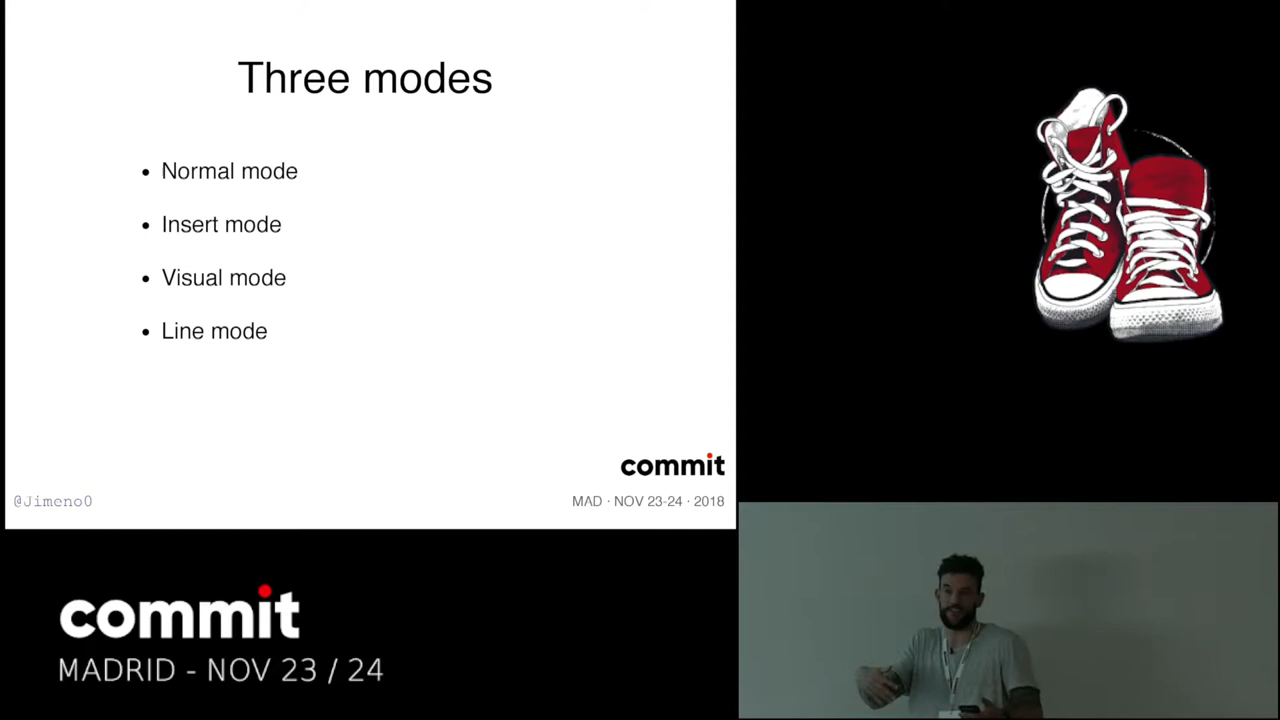 Three modes
• Normal mode
• Insert mode
• Visual mode
• Line mode
commit
@Jimeno0
MAD · NOV 23-24 · 2018
commit
MADRID - NOV 23 / 24